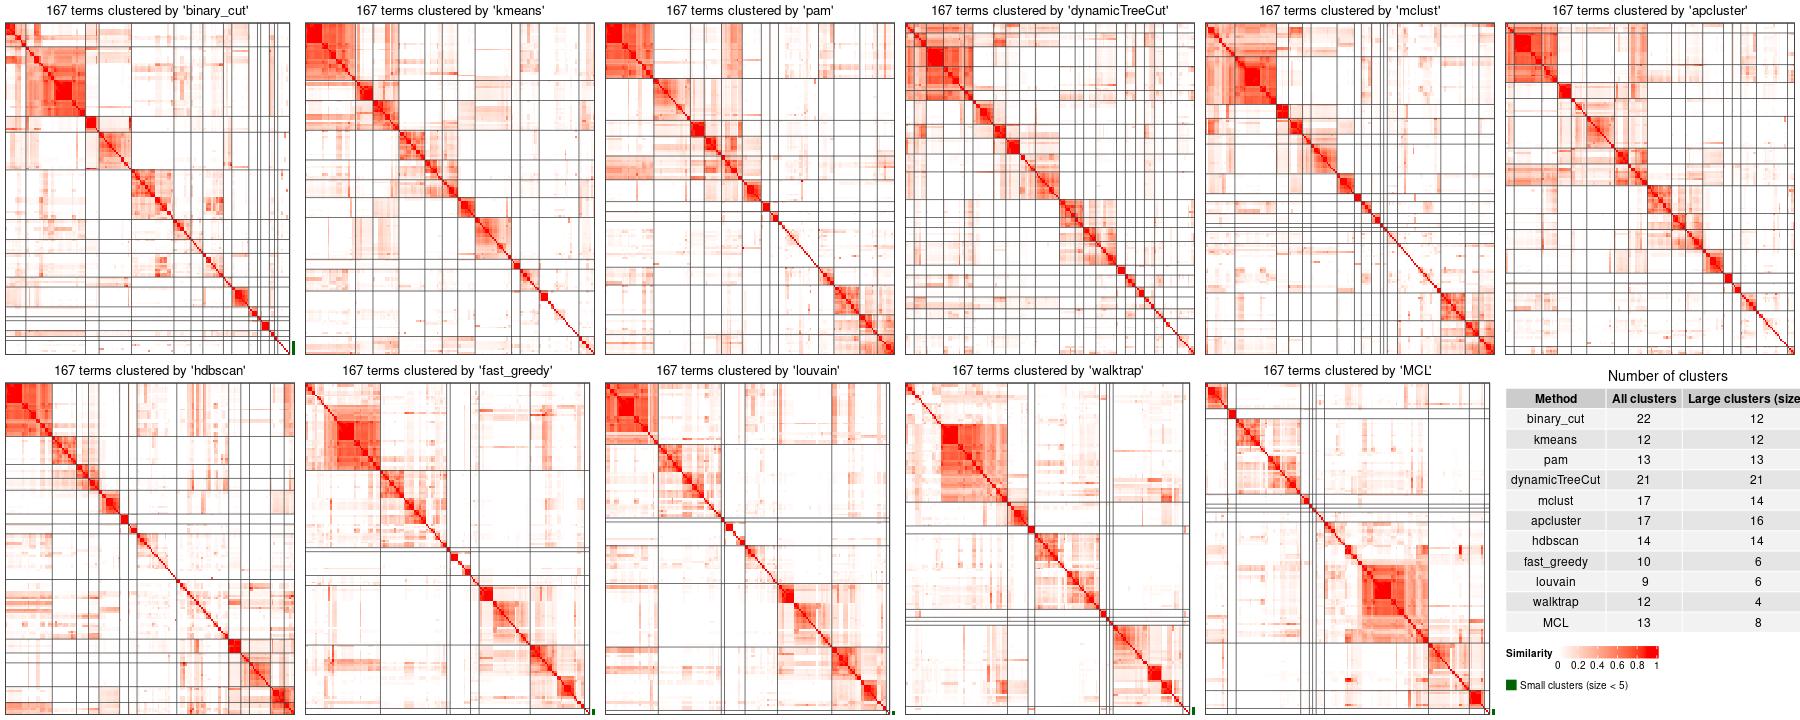 167 terms clustered by 'binary_cut'
167 terms clustered by 'kmeans'
167 terms clustered by 'pam'
167 terms clustered by 'dynamicTreeCut'
167 terms clustered by 'mclust'
167 terms clustered by 'apcluster'
167 terms clustered by 'hdbscan'
167 terms clustered by 'fast_greedy'
167 terms clustered by 'louvain'
167 terms clustered by 'walktrap'
167 terms clustered by 'MCL'
Number of clusters
Method All clusters Large clusters (size
binary_cut 22 12
kmeans 12 12
pam 13 13
dynamicTreeCut 21 21
mclust 17 14
apcluster 17 16
hdbscan 14 14
fast_greedy 10 6
louvain 9 6
walktrap 12 4
MCL 13 8
Similarity
0 0.2 0.4 0.6 0.8 1
Small clusters (size < 5)